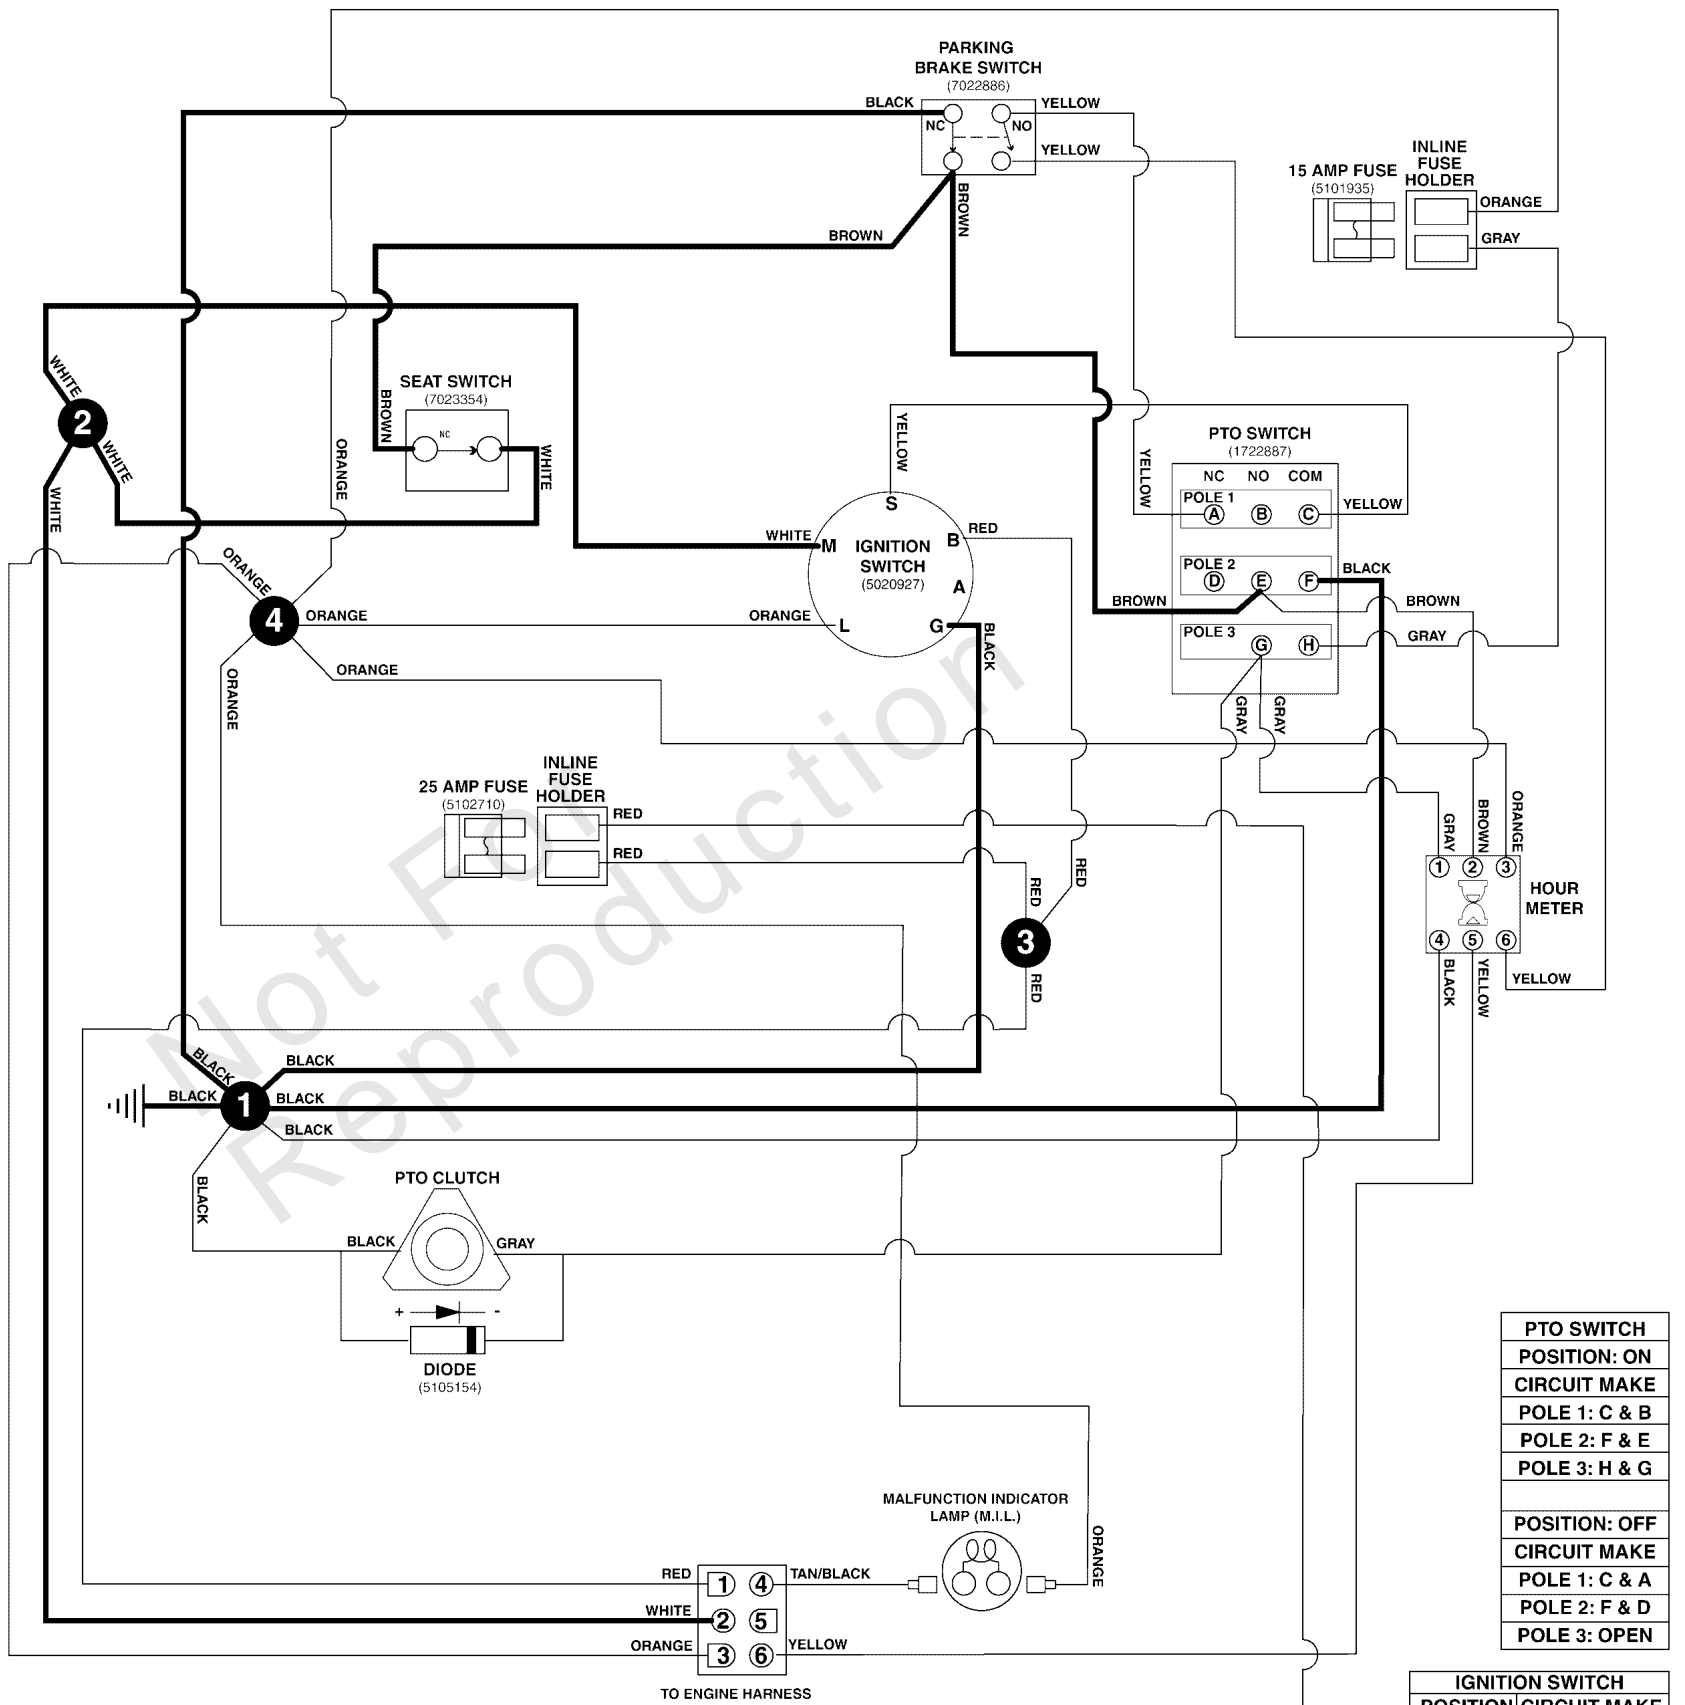 PARKING
BRAKE SWITCH
(7022886)
BLACK
YELLOW
NC
NO
YELLOW
BROWN
BROWN
15 AMP FUSE
(5101935)
INLINE
FUSE
HOLDER
ORANGE
GRAY
WHITE
2
WHITE
WHITE
SEAT SWITCH
(7023354)
BROWN
NC
WHITE
ORANGE
YELLOW
YELLOW
PTO SWITCH
(1722887)
NC NO COM
POLE 1
A B C
YELLOW
POLE 2
D E F
BLACK
BROWN
BROWN
POLE 3
G H
GRAY
GRAY
GRAY
WHITE
S
M
B
RED
IGNITION
SWITCH
(5020927)
A
L
G
BLACK
ORANGE
4
ORANGE
ORANGE
ORANGE
ORANGE
25 AMP FUSE
(5102710)
INLINE
FUSE
HOLDER
RED
RED
RED
RED
3
RED
GRAY
BROWN
ORANGE
1 2 3
HOUR
METER
4 5 6
BLACK
YELLOW
YELLOW
Not For
Reproduction
BLACK
BLACK
BLACK
1
BLACK
BLACK
BLACK
PTO CLUTCH
BLACK
GRAY
+ -
DIODE
(5105154)
MALFUNCTION INDICATOR
LAMP (M.I.L.)
ORANGE
RED
1 4
TAN/BLACK
WHITE
2 5
ORANGE
3 6
YELLOW
TO ENGINE HARNESS
PTO SWITCH
POSITION: ON
CIRCUIT MAKE
POLE 1: C & B
POLE 2: F & E
POLE 3: H & G
POSITION: OFF
CIRCUIT MAKE
POLE 1: C & A
POLE 2: F & D
POLE 3: OPEN
IGNITION SWITCH
POSITION CIRCUIT MAKE